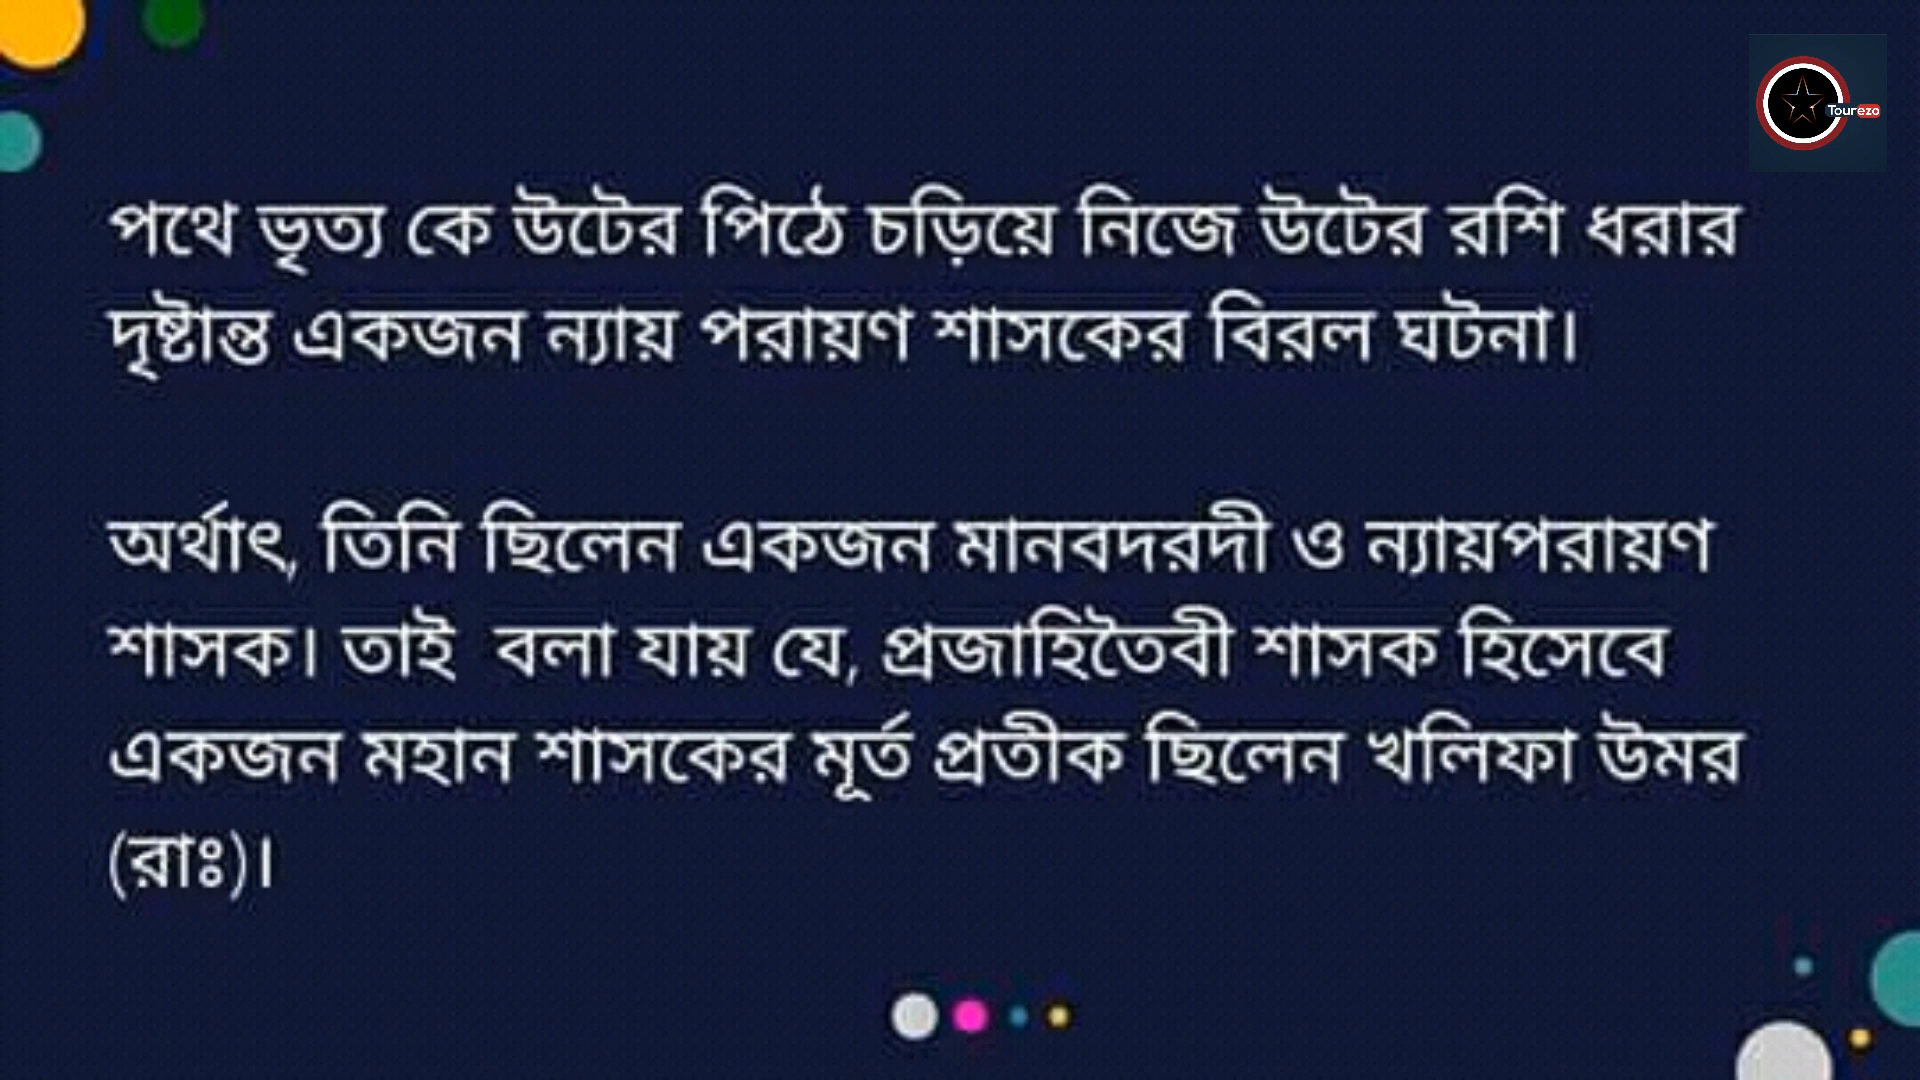 Tourezo
পথে ভৃত্য কে উটের পিঠে চড়িয়ে নিজে উটের রশি ধরার
দৃষ্টান্ত একজন ন্যায় পরায়ণ শাসকের বিরল ঘটনা।
অর্থাৎ, তিনি ছিলেন একজন মানবদরদী ও ন্যায়পরায়ণ
শাসক। তাই বলা যায় যে, প্রজাহিতৈবী শাসক হিসেবে
একজন মহান শাসকের মূর্ত প্রতীক ছিলেন খলিফা উমর
(রাঃ)।